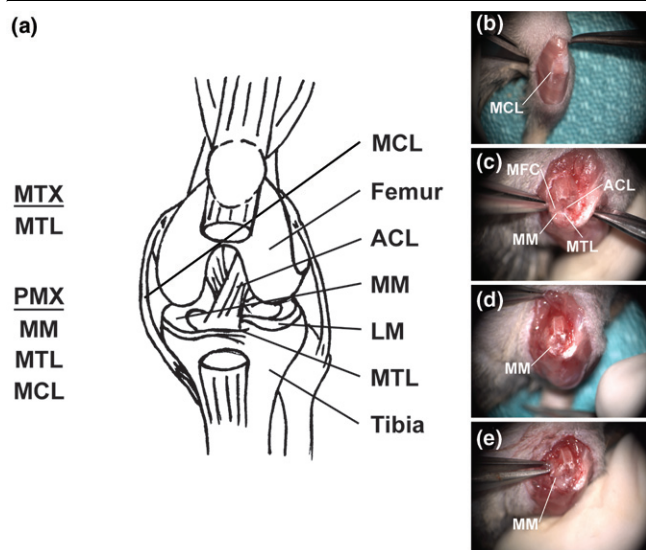 (a)
MTX
MTL
PMX
MM
MTL
MCL
MCL
Femur
ACL
MM
LM
MTL
Tibia
(b)
MCL
(c)
MFC
ACL
MM
MTL
(d)
MM
(e)
MM